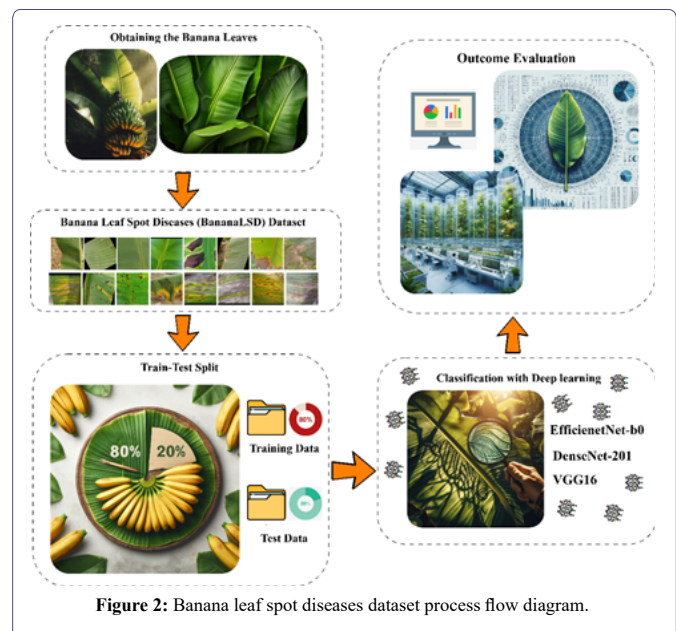 Obtaining the Banana Leaves
Banana Leaf Spot Diseases (BananaLSD) Dataset
Train-Test Split
80%
20%
80%
Training Data
Test Data
Classification with Deep learning
EfficienetNet-b0
DenseNet-201
VGG16
Outcome Evaluation
Figure 2: Banana leaf spot diseases dataset process flow diagram.